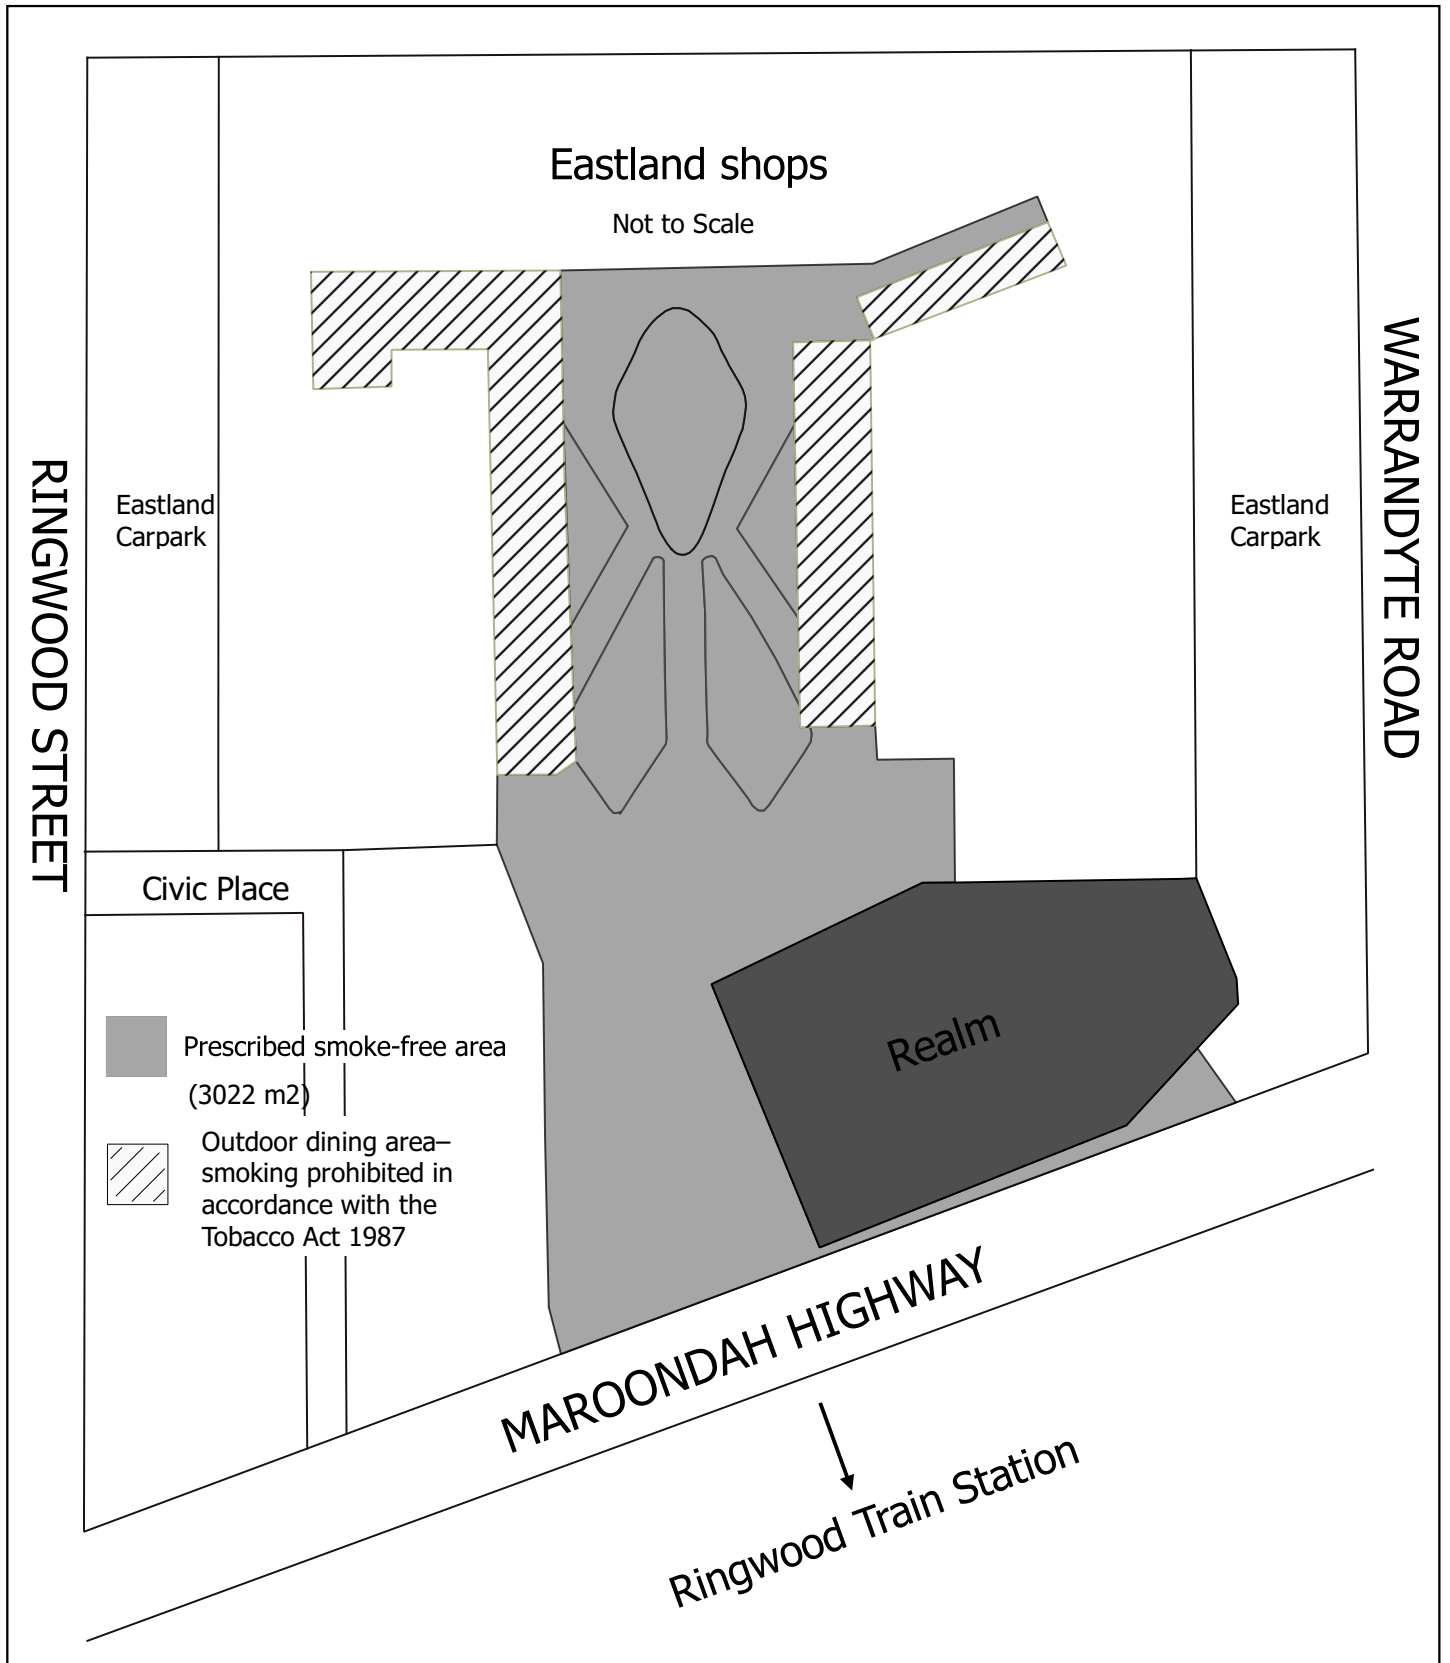 Eastland shops
Not to Scale
RINGWOOD STREET
Eastland
Carpark
Eastland
Carpark
WARRANDYTE ROAD
Civic Place
Prescribed smoke-free area
(3022 m2)
Outdoor dining area–
smoking prohibited in
accordance with the
Tobacco Act 1987
Realm
MAROONDAH HIGHWAY
Ringwood Train Station